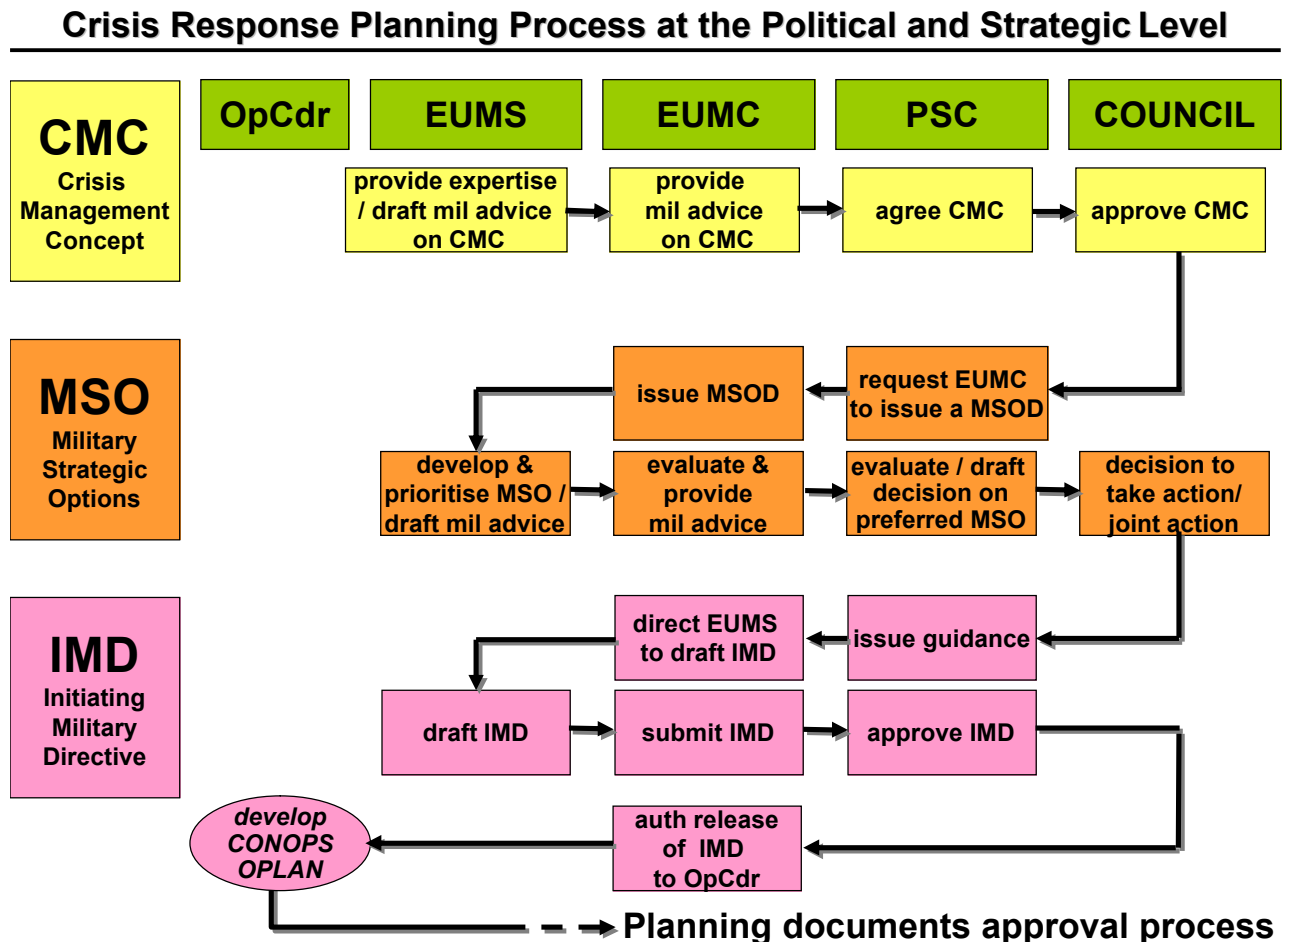 Crisis Response Planning Process at the Political and Strategic Level
CMC
Crisis
Management
Concept
OpCdr
EUMS
EUMC
PSC
COUNCIL
provide expertise
/ draft mil advice
on CMC
provide
mil advice
on CMC
agree CMC
approve CMC
MSO
Military
Strategic
Options
issue MSOD
request EUMC
to issue a MSOD
develop &
prioritise MSO /
draft mil advice
evaluate &
provide
mil advice
evaluate / draft
decision on
preferred MSO
decision to
take action/
joint action
IMD
Initiating
Military
Directive
direct EUMS
to draft IMD
issue guidance
draft IMD
submit IMD
approve IMD
develop
CONOPS
OPLAN
auth release
of IMD
to OpCdr
Planning documents approval process